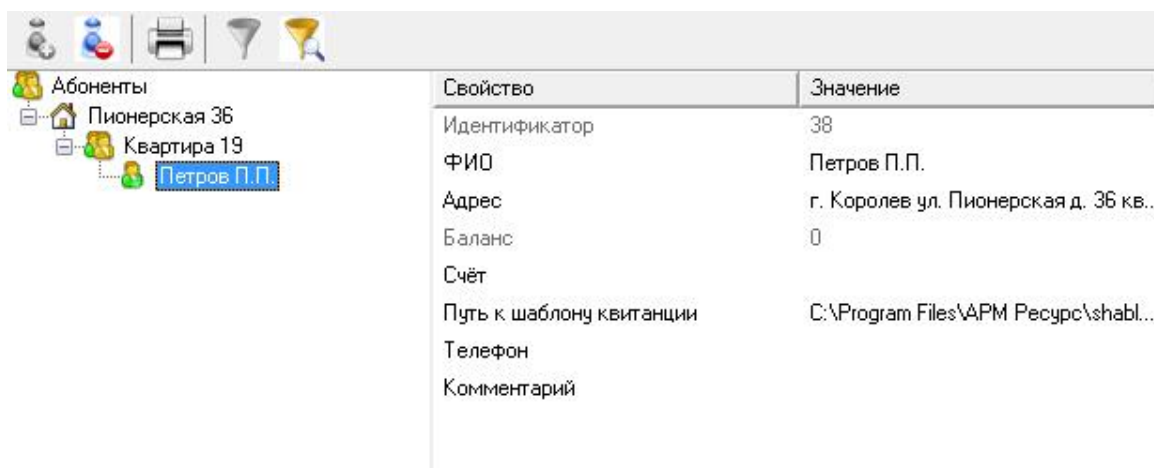 Абоненты
Пионерская 36
Квартира 19
Петров П.П.
Свойство Значение
Идентификатор 38
ФИО Петров П.П.
Адрес г. Королев ул. Пионерская д. 36 кв...
Баланс 0
Счёт
Путь к шаблону квитанции C:\Program Files\АРМ Ресурс\shabl...
Телефон
Комментарий